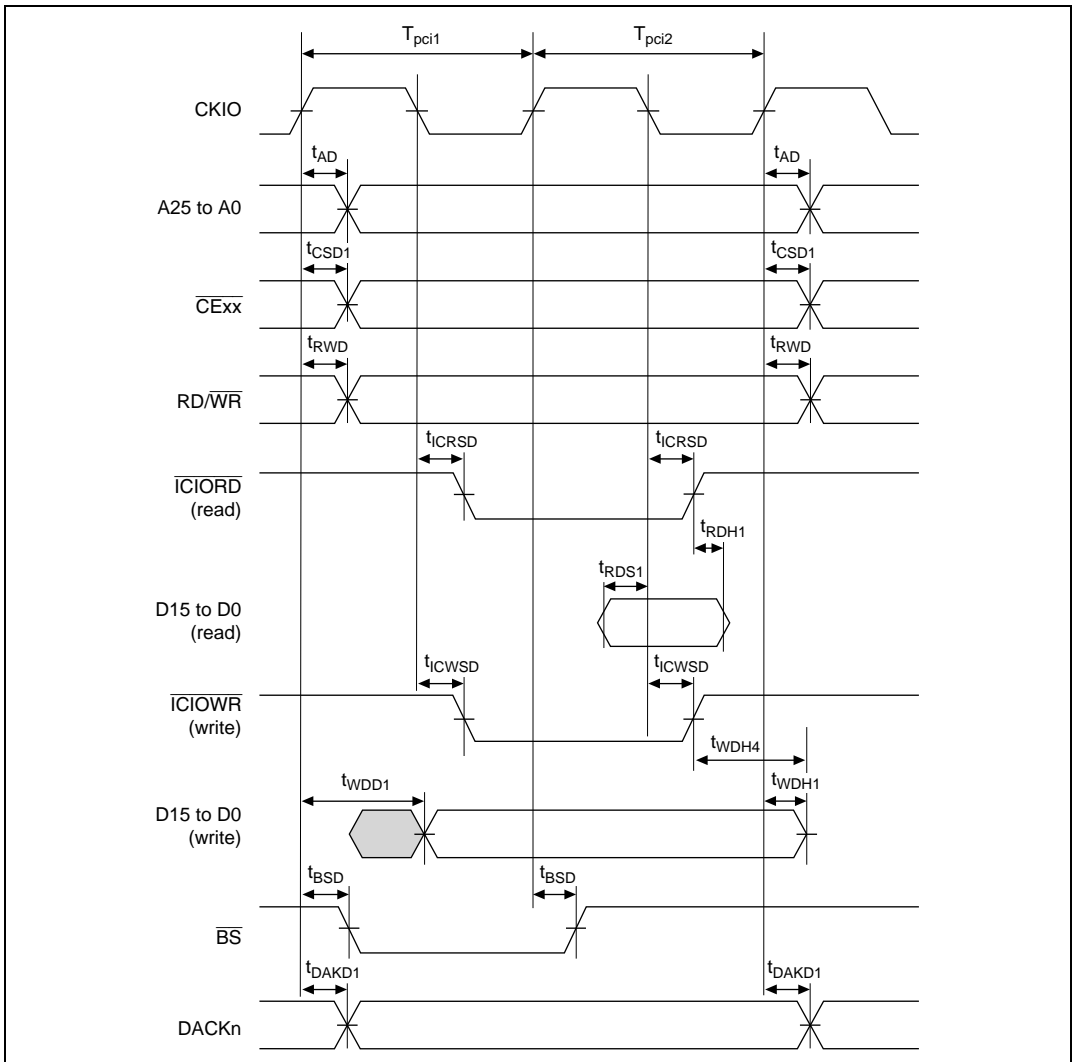 Tpci1 Tpci2
CKIO
tAD tAD
A25 to A0
tCSD1 tCSD1
CExx
tRWD tRWD
RD/WR
tICRSD tICRSD
ICIORD
(read)
tRDH1
tRDS1
D15 to D0
(read)
tICWSD tICWSD
ICIOWR
(write)
tWDH4
tWDD1 tWDH1
D15 to D0
(write)
tBSD tBSD
BS
tDAKD1 tDAKD1
DACKn